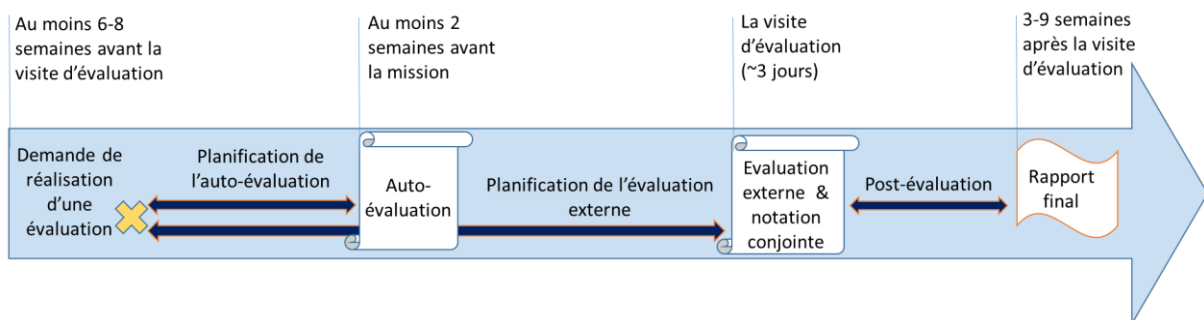 Au moins 6-8
semaines avant la
visite d'évaluation
Au moins 2
semaines avant
la mission
La visite
d'évaluation
(~3 jours)
3-9 semaines
après la visite
d'évaluation
Demande de
réalisation
d'une
évaluation
Planification de
l'auto-évaluation
Auto-
évaluation
Planification de l'évaluation
externe
Evaluation
externe &
notation
conjointe
Post-évaluation
Rapport
final